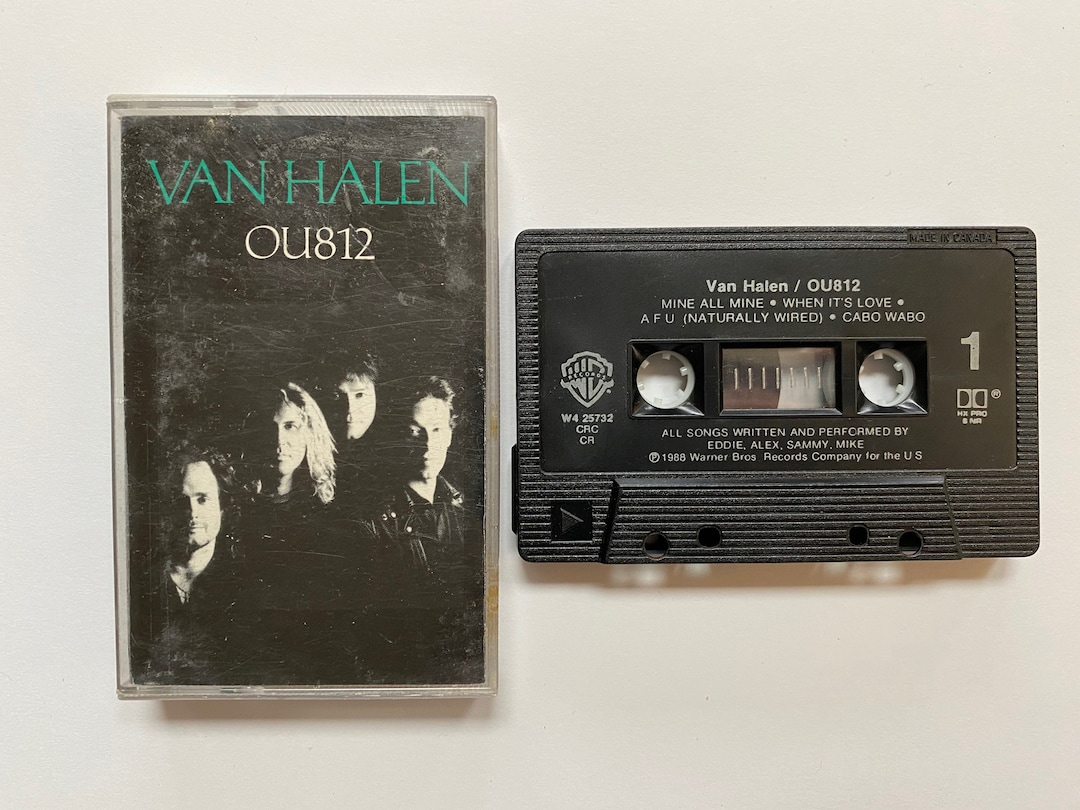 VAN HALEN
OU812
MADE IN CANADA
Van Halen / OU812
MINE ALL MINE • WHEN IT'S LOVE •
A F U (NATURALLY WIRED) • CABO WABO
1
RECORDS
W4 25732
CRC
CR
®
HX PRO
B NR
ALL SONGS WRITTEN AND PERFORMED BY
EDDIE, ALEX, SAMMY, MIKE
℗ 1988 Warner Bros Records Company for the U S